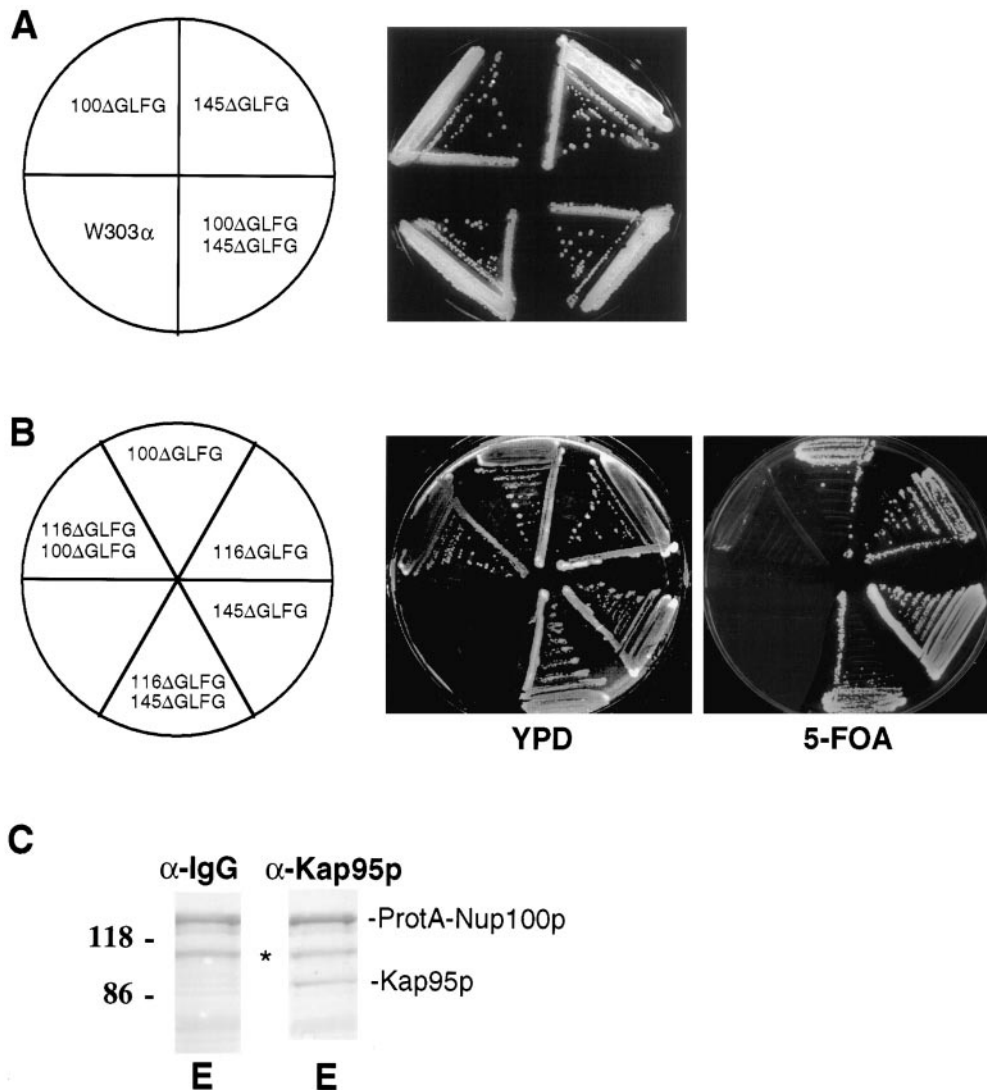 A
100ΔGLFG
145ΔGLFG
W303α
100ΔGLFG
145ΔGLFG
B
100ΔGLFG
116ΔGLFG
100ΔGLFG
116ΔGLFG
145ΔGLFG
116ΔGLFG
145ΔGLFG
YPD
5-FOA
C
α-IgG
α-Kap95p
-ProtA-Nup100p
118 -
*
86 -
-Kap95p
E
E